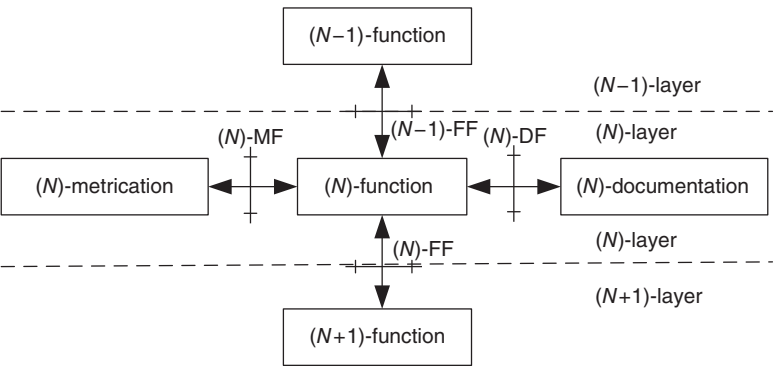 (N−1)-function
(N−1)-layer
(N)-MF
(N−1)-FF
(N)-DF
(N)-layer
(N)-metrication
(N)-function
(N)-documentation
(N)-FF
(N)-layer
(N+1)-layer
(N+1)-function